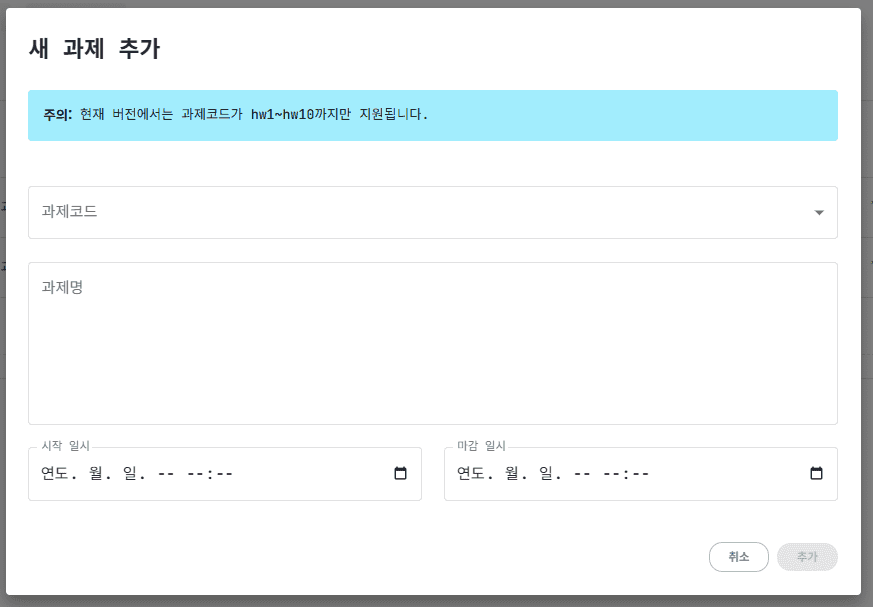 새 과제 추가
주의: 현재 버전에서는 과제코드가 hw1~hw10까지만 지원됩니다.
과제코드
과제명
시작 일시
마감 일시
연도. 월. 일. -- --:--
연도. 월. 일. -- --:--
취소
추가